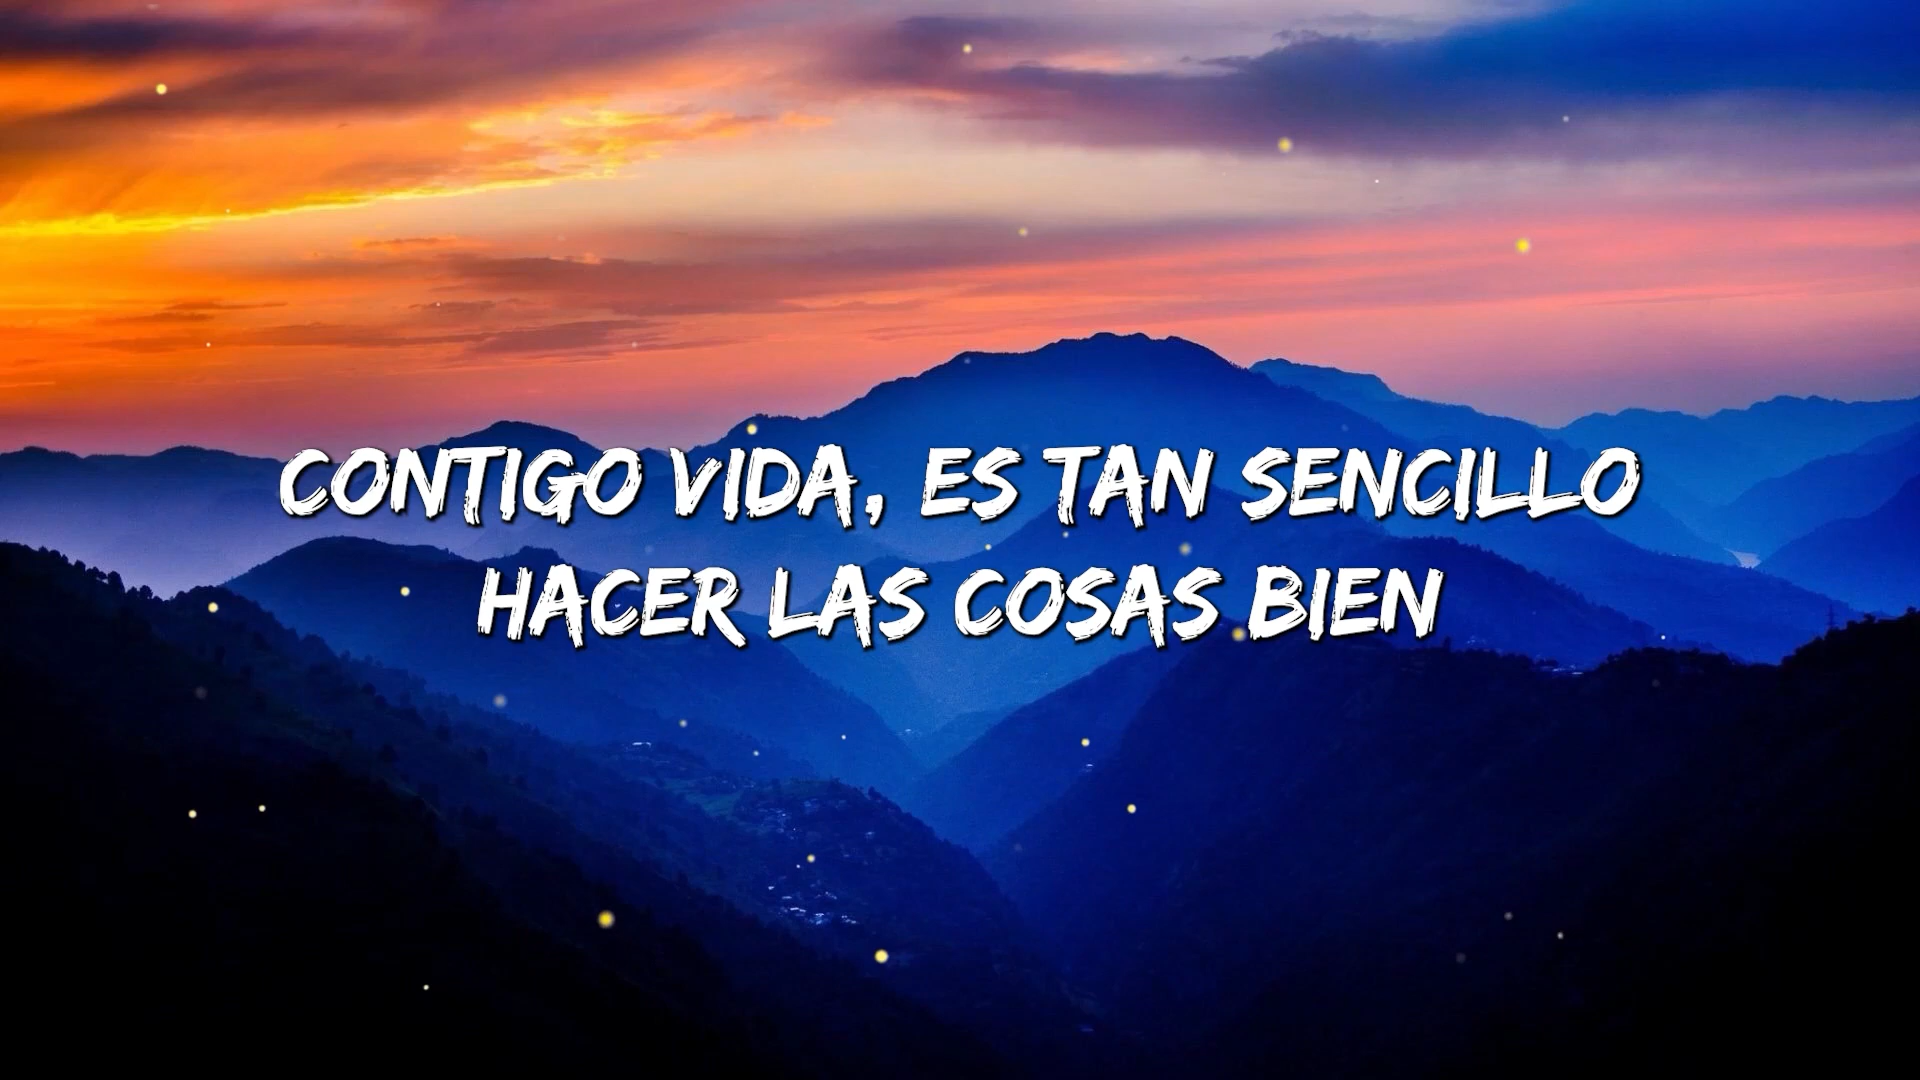 CONTIGO VIDA, ES TAN SENCILLO
HACER LAS COSAS BIEN